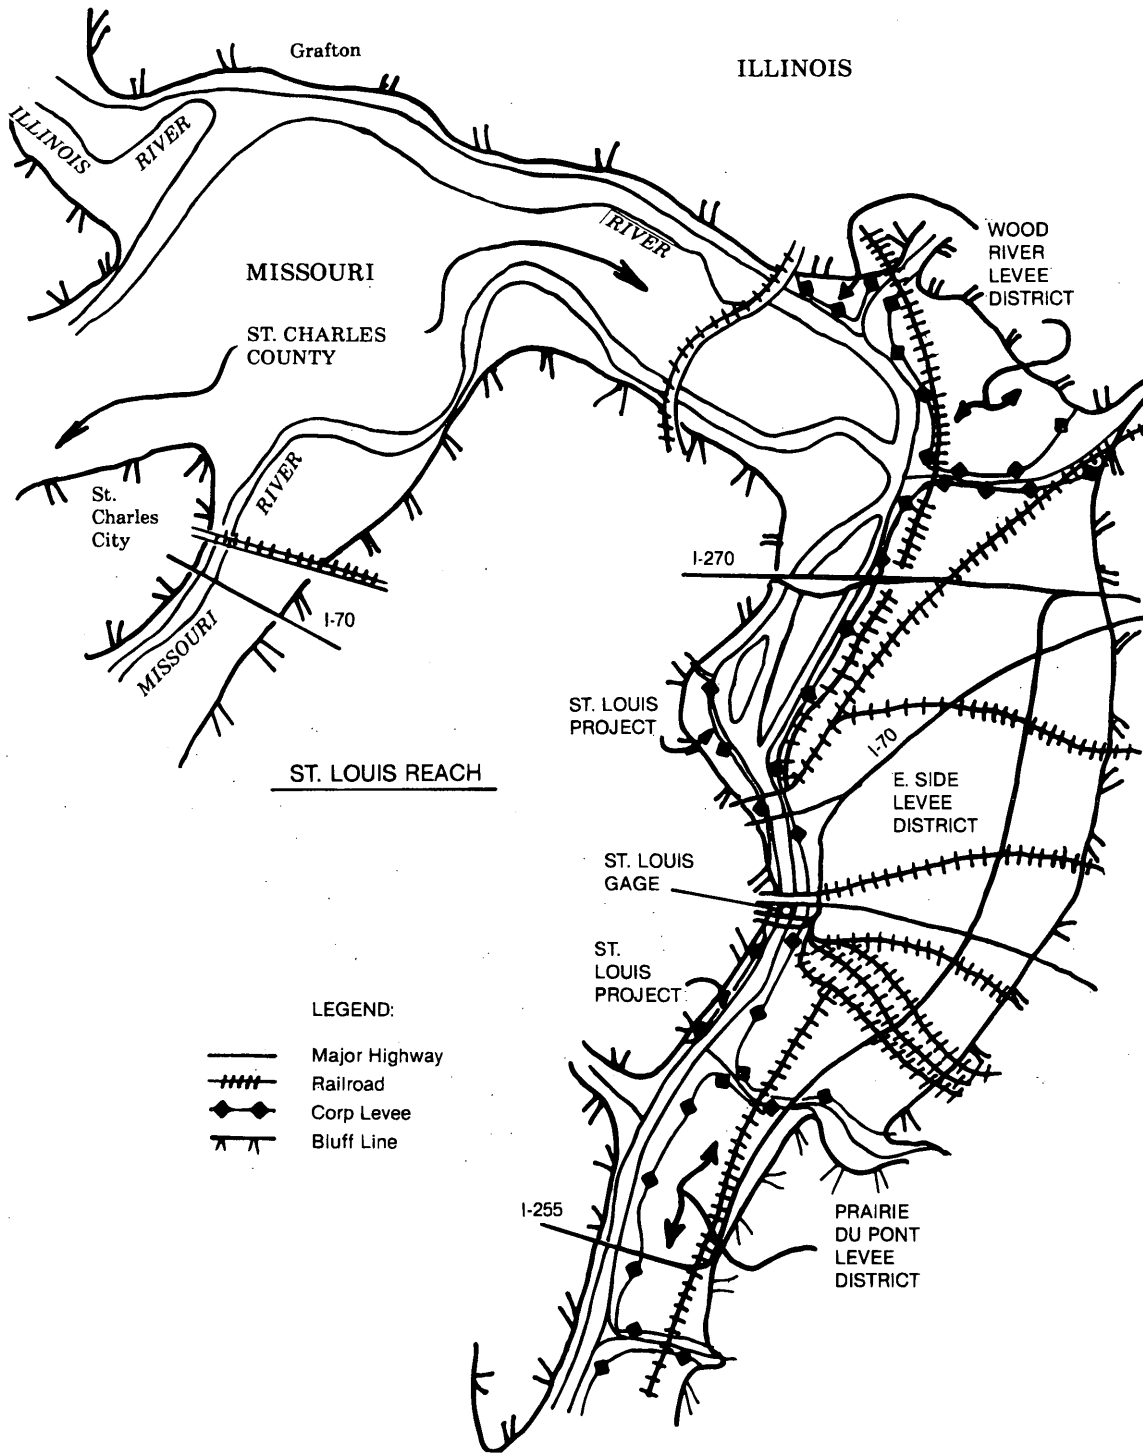 Grafton
ILLINOIS
ILLINOIS
RIVER
RIVER
WOOD
RIVER
LEVEE
DISTRICT
MISSOURI
ST. CHARLES
COUNTY
St.
Charles
City
RIVER
I-270
I-70
MISSOURI
ST. LOUIS
PROJECT
I-70
ST. LOUIS REACH
E. SIDE
LEVEE
DISTRICT
ST. LOUIS
GAGE
ST.
LOUIS
PROJECT
LEGEND:
Major Highway
Railroad
Corp Levee
Bluff Line
I-255
PRAIRIE
DU PONT
LEVEE
DISTRICT